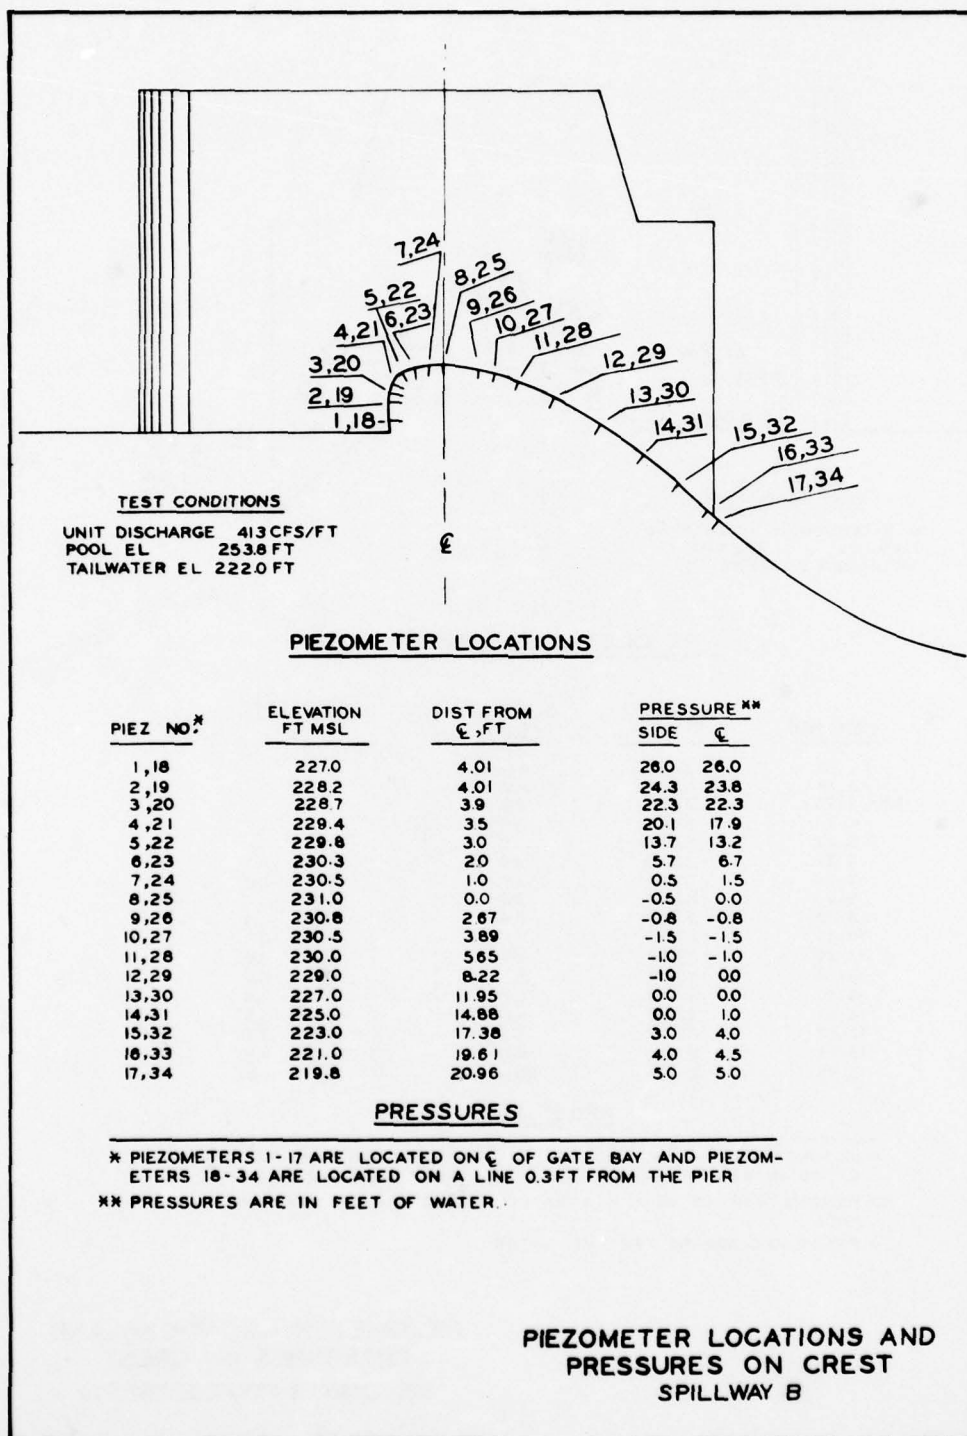 7,24
8,25
5,22
9,26
6,23
10,27
4,21
11,28
3,20
12,29
2,19
13,30
1,18
14,31
15,32
16,33
17,34
TEST CONDITIONS
UNIT DISCHARGE 413 CFS/FT
POOL EL 253.8 FT
TAILWATER EL 222.0 FT
℄
PIEZOMETER LOCATIONS
PIEZ NO.* ELEVATION FT MSL DIST FROM ℄, FT PRESSURE** SIDE ℄
1,18 227.0 4.01 26.0 26.0
2,19 228.2 4.01 24.3 23.8
3,20 228.7 3.9 22.3 22.3
4,21 229.4 3.5 20.1 17.9
5,22 229.8 3.0 13.7 13.2
6,23 230.3 2.0 5.7 6.7
7,24 230.5 1.0 0.5 1.5
8,25 231.0 0.0 -0.5 0.0
9,26 230.8 2.67 -0.8 -0.8
10,27 230.5 3.89 -1.5 -1.5
11,28 230.0 5.65 -1.0 -1.0
12,29 229.0 8.22 -1.0 0.0
13,30 227.0 11.95 0.0 0.0
14,31 225.0 14.88 0.0 1.0
15,32 223.0 17.38 3.0 4.0
16,33 221.0 19.61 4.0 4.5
17,34 219.8 20.96 5.0 5.0
PRESSURES
* PIEZOMETERS 1-17 ARE LOCATED ON ℄ OF GATE BAY AND PIEZOM-
ETERS 18-34 ARE LOCATED ON A LINE 0.3 FT FROM THE PIER
** PRESSURES ARE IN FEET OF WATER.
PIEZOMETER LOCATIONS AND
PRESSURES ON CREST
SPILLWAY B